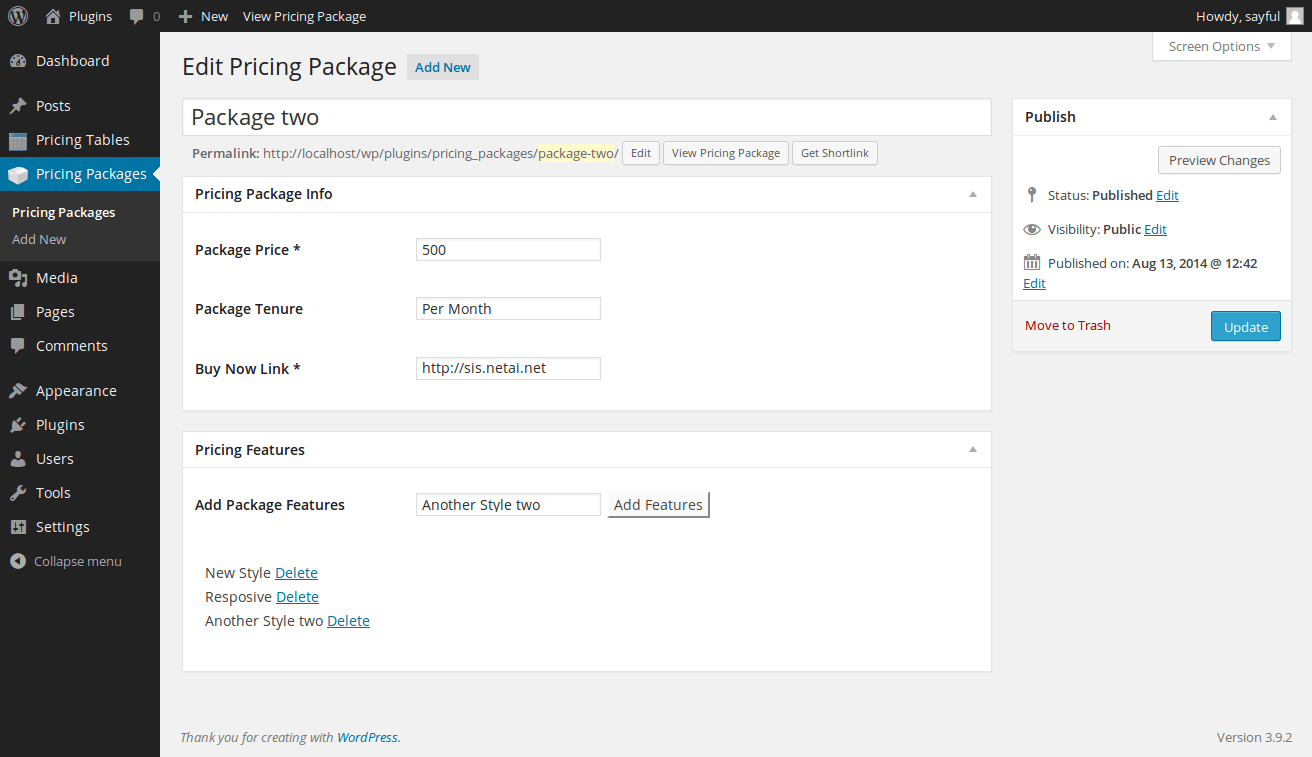 Plugins 0 New View Pricing Package Howdy, sayful
Screen Options
Dashboard
Posts
Pricing Tables
Pricing Packages
Pricing Packages
Add New
Media
Pages
Comments
Appearance
Plugins
Users
Tools
Settings
Collapse menu
Edit Pricing Package Add New
Package two
Permalink: http://localhost/wp/plugins/pricing_packages/package-two/ Edit View Pricing Package Get Shortlink
Pricing Package Info
Package Price * 500
Package Tenure Per Month
Buy Now Link * http://sis.netai.net
Pricing Features
Add Package Features Another Style two Add Features
New Style Delete
Resposive Delete
Another Style two Delete
Publish
Preview Changes
Status: Published Edit
Visibility: Public Edit
Published on: Aug 13, 2014 @ 12:42
Edit
Move to Trash Update
Thank you for creating with WordPress. Version 3.9.2